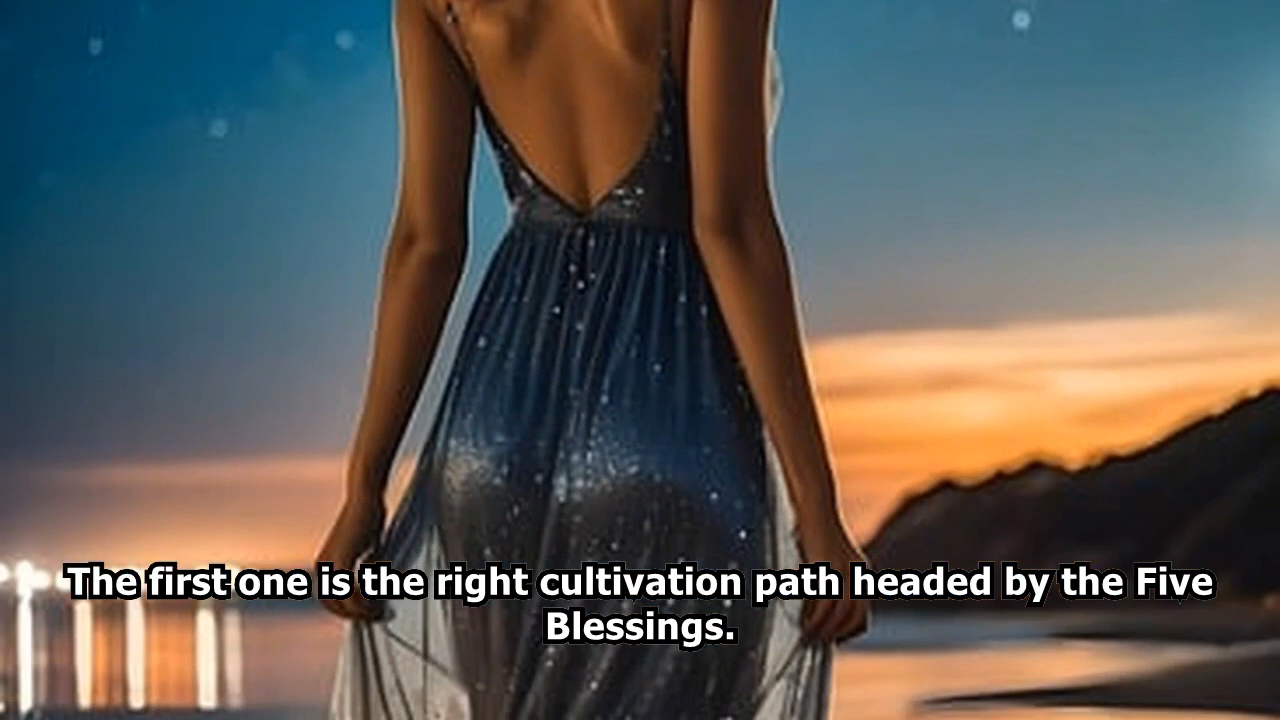 The first one is the right cultivation path headed by the Five
Blessings.